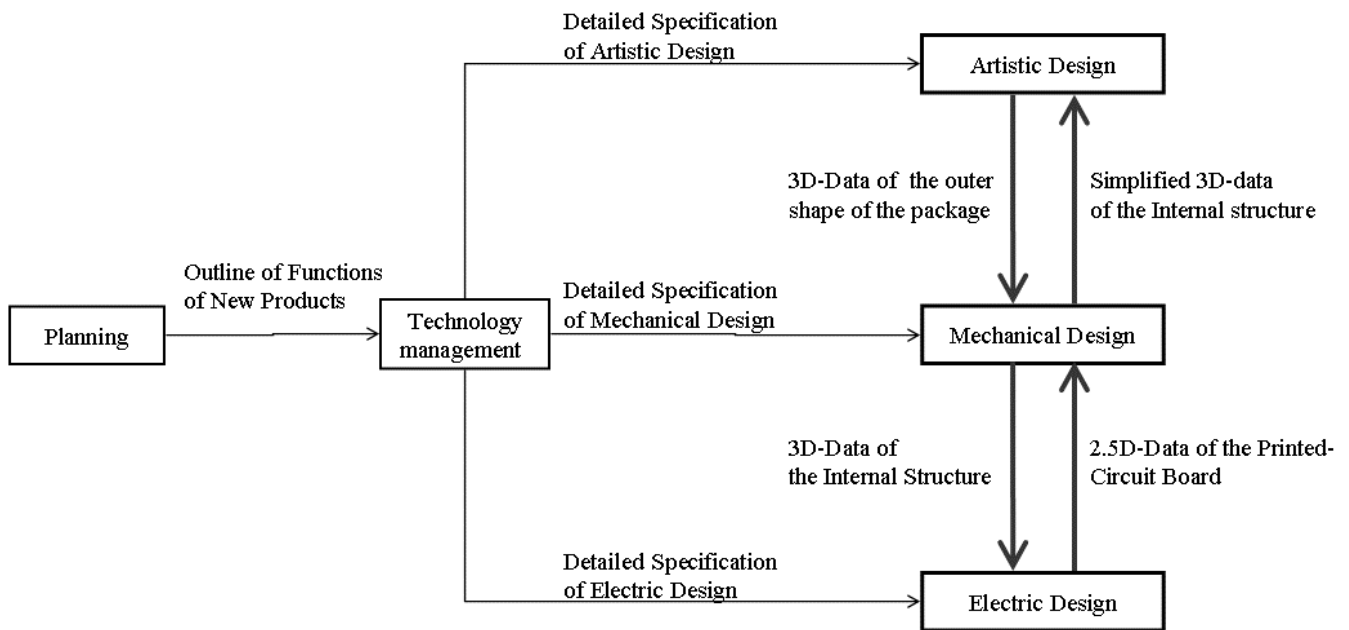 Detailed Specification
of Artistic Design
Artistic Design
3D-Data of the outer
shape of the package
Simplified 3D-data
of the Internal structure
Outline of Functions
of New Products
Detailed Specification
of Mechanical Design
Planning
Technology
management
Mechanical Design
3D-Data of
the Internal Structure
2.5D-Data of the Printed-
Circuit Board
Detailed Specification
of Electric Design
Electric Design